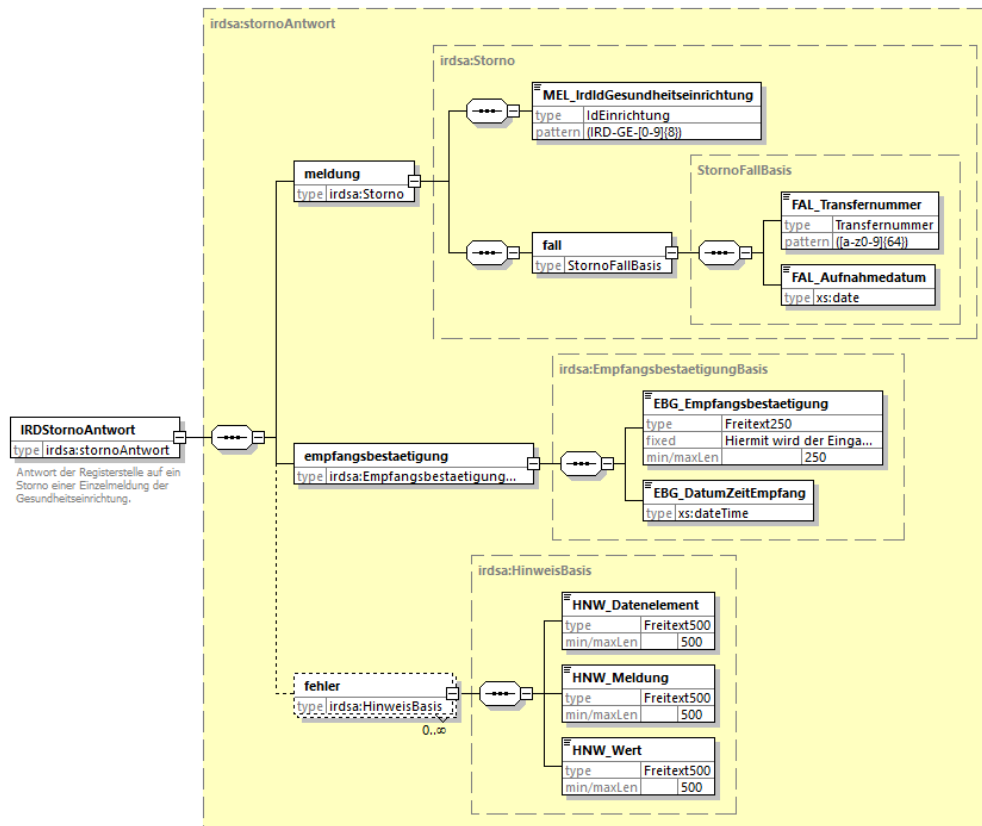 irdsa:stornoAntwort
irdsa:Storno
MEL_IrdIdGesundheitseinrichtung
type IdEinrichtung
pattern (IRD-GE-[0-9]{8})
meldung
type irdsa:Storno
StornoFallBasis
FAL_Transfernummer
type Transfernummer
pattern ([a-z0-9]{64})
fall
type StornoFallBasis
FAL_Aufnahmedatum
type xs:date
irdsa:EmpfangsbestaetigungBasis
EBG_Empfangsbestaetigung
type Freitext250
fixed Hiermit wird der Einga...
min/maxLen 250
IRDStornoAntwort
type irdsa:stornoAntwort
Antwort der Registerstelle auf ein
Storno einer Einzelmeldung der
Gesundheitseinrichtung.
empfangsbestaetigung
type irdsa:Empfangsbestaetigung...
EBG_DatumZeitEmpfang
type xs:dateTime
irdsa:HinweisBasis
HNW_Datenelement
type Freitext500
min/maxLen 500
fehler
type irdsa:HinweisBasis
0..∞
HNW_Meldung
type Freitext500
min/maxLen 500
HNW_Wert
type Freitext500
min/maxLen 500